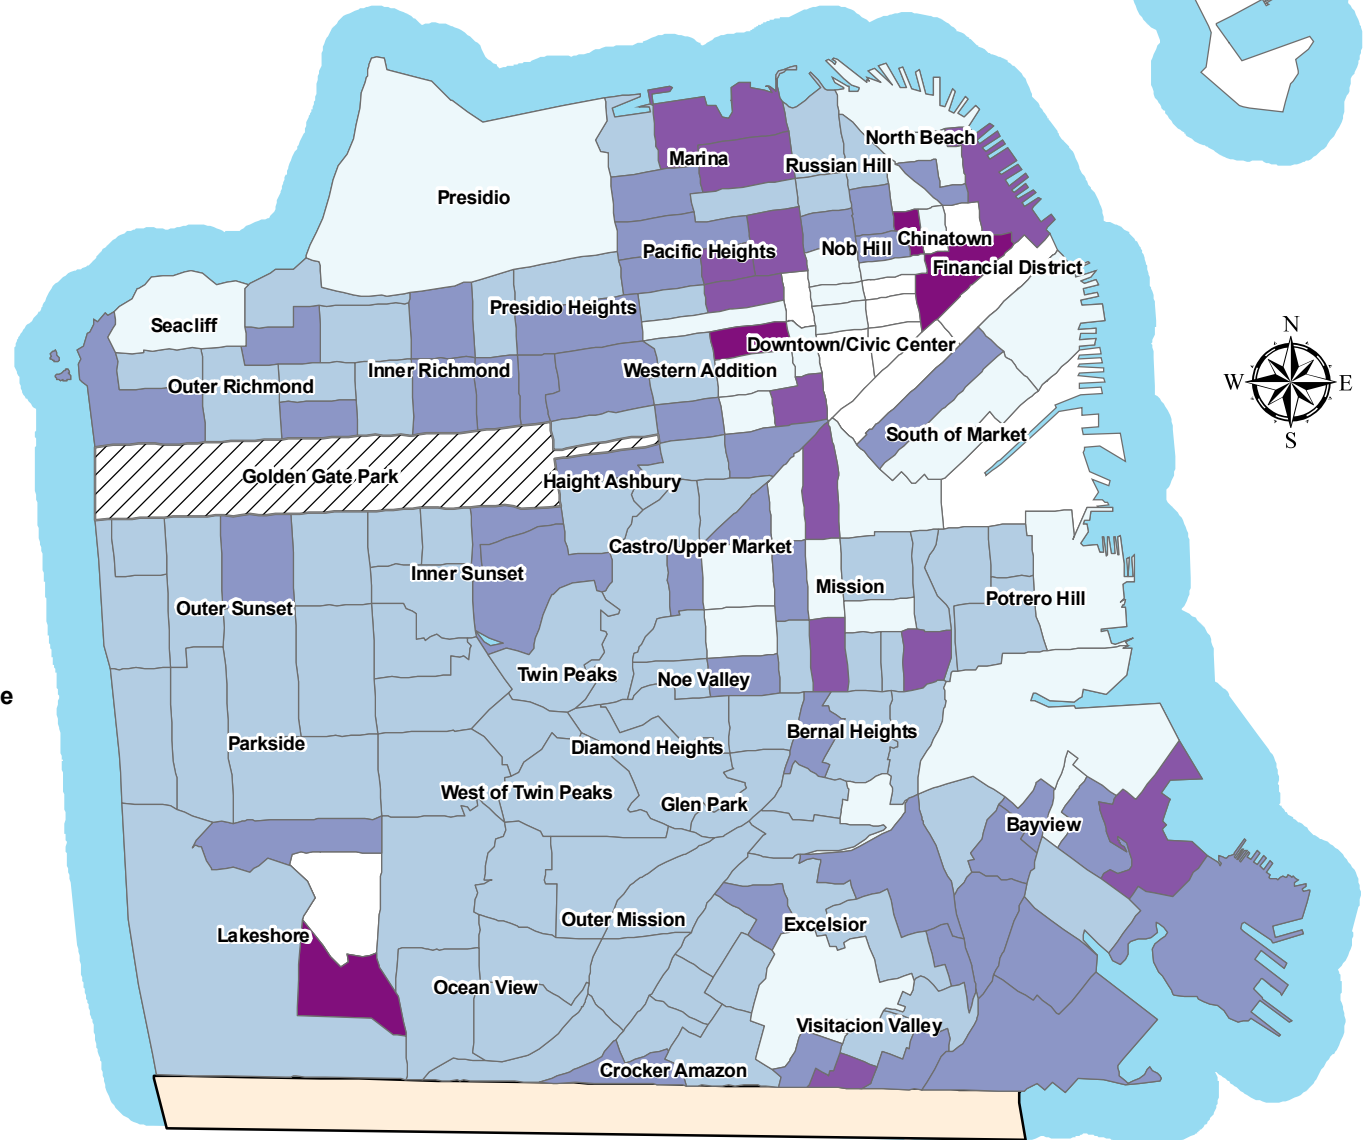 North Beach
Marina
Russian Hill
Presidio
Chinatown
Pacific Heights
Nob Hill
Financial District
Presidio Heights
Seacliff
N
Downtown/Civic Center
Inner Richmond
Western Addition
Outer Richmond
W
E
South of Market
S
Golden Gate Park
Haight Ashbury
Castro/Upper Market
Inner Sunset
Mission
Outer Sunset
Potrero Hill
Twin Peaks
Noe Valley
e
Bernal Heights
Parkside
Diamond Heights
West of Twin Peaks
Glen Park
Bayview
Outer Mission
Excelsior
Lakeshore
Ocean View
Visitacion Valley
Crocker Amazon